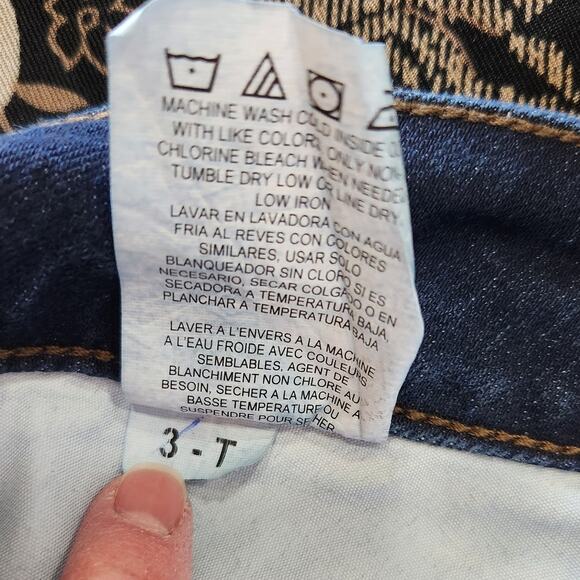 MACHINE WASH COLD INSIDE
WITH LIKE COLORS, ONLY NON-
CHLORINE BLEACH WHEN NEEDED
TUMBLE DRY LOW OR LINE DRY
LOW IRON
LAVAR EN LAVADORA CON AGUA
FRIA AL REVES CON COLORES
SIMILARES, USAR SOLO
BLANQUEADOR SIN CLORO SI ES
NECESARIO, SECAR COLGADO O EN
SECADORA A TEMPERATURA BAJA,
PLANCHAR A TEMPERATURA BAJA
LAVER A L'ENVERS A LA MACHINE
A L'EAU FROIDE AVEC COULEURS
SEMBLABLES, AGENT DE
BLANCHIMENT NON CHLORE AU
BESOIN, SECHER A LA MACHINE A
BASSE TEMPERATURE OU
SUSPENDRE POUR SECHER
3 - T